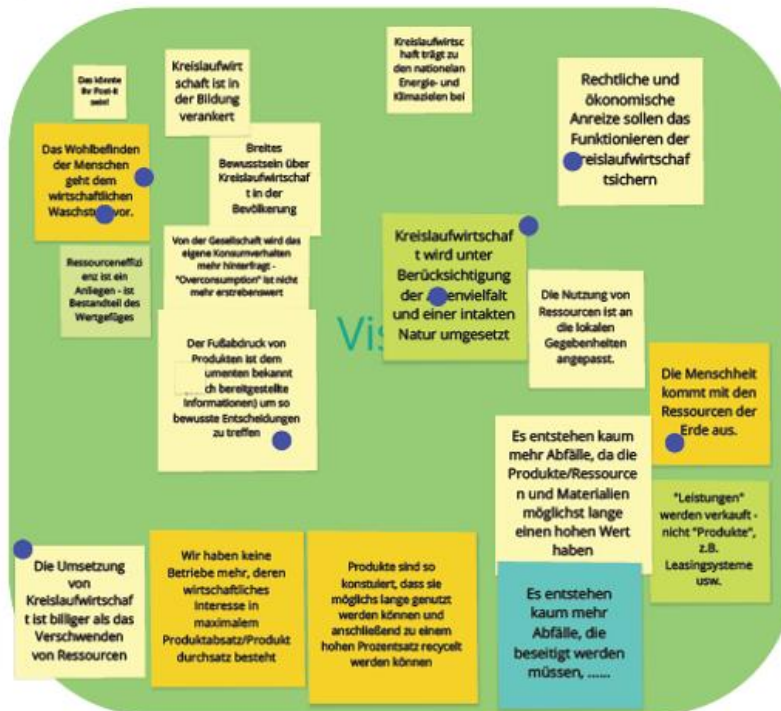 Das könnte
Ihr Post-it
sein!
Kreislaufwirt
schaft ist in
der Bildung
verankert
Kreislaufwirtsc
haft trägt zu
den nationalen
Energie- und
Klimazielen bei
Rechtliche und
ökonomische
Anreize sollen das
Funktionieren der
Kreislaufwirtschaf
tsichern
Das Wohlbefinden
der Menschen
geht dem
wirtschaftlichen
vor.
Breites
Bewusstsein über
Kreislaufwirtschaf
t in der
Bevölkerung
Ressourceneffizi
enz ist ein
Anliegen - ist
Bestandteil des
Wertgefüges
Von der Gesellschaft wird das
eigene Konsumverhalten
mehr hinterfragt -
"Overconsumption" ist nicht
mehr erstrebenswert
Kreislaufwirtschaf
t wird unter
Berücksichtigung
der Artenvielfalt
und einer intakten
Natur umgesetzt
Die Nutzung von
Ressourcen ist an
die lokalen
Gegebenheiten
angepasst.
Vis
Der Fußabdruck von
Produkten ist dem
umenten bekannt
ch bereitgestellte
Informationen) um so
bewusste Entscheidungen
zu treffen
Die Menschheit
kommt mit den
Ressourcen der
Erde aus.
Es entstehen kaum
mehr Abfälle, da die
Produkte/Ressource
n und Materialien
möglichst lange
einen hohen Wert
haben
"Leistungen"
werden verkauft -
nicht "Produkte",
z.B.
Leasingsysteme
usw.
Die Umsetzung
von
Kreislaufwirtschaf
t ist billiger als das
Verschwenden
von Ressourcen
Wir haben keine
Betriebe mehr, deren
wirtschaftliches
Interesse in
maximalem
Produktabsatz/Produkt
durchsatz besteht
Produkte sind so
konstuiert, dass sie
möglichs lange genutzt
werden können und
anschließend zu einem
hohen Prozentsatz recycelt
werden können
Es entstehen
kaum mehr
Abfälle, die
beseitigt werden
müssen, ......